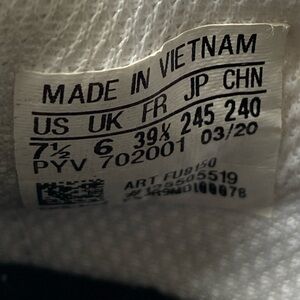 MADE IN VIETNAM
US UK FR JP CHN
7½ 6 39⅓ 245 240
PYV 702001 03/20
ART